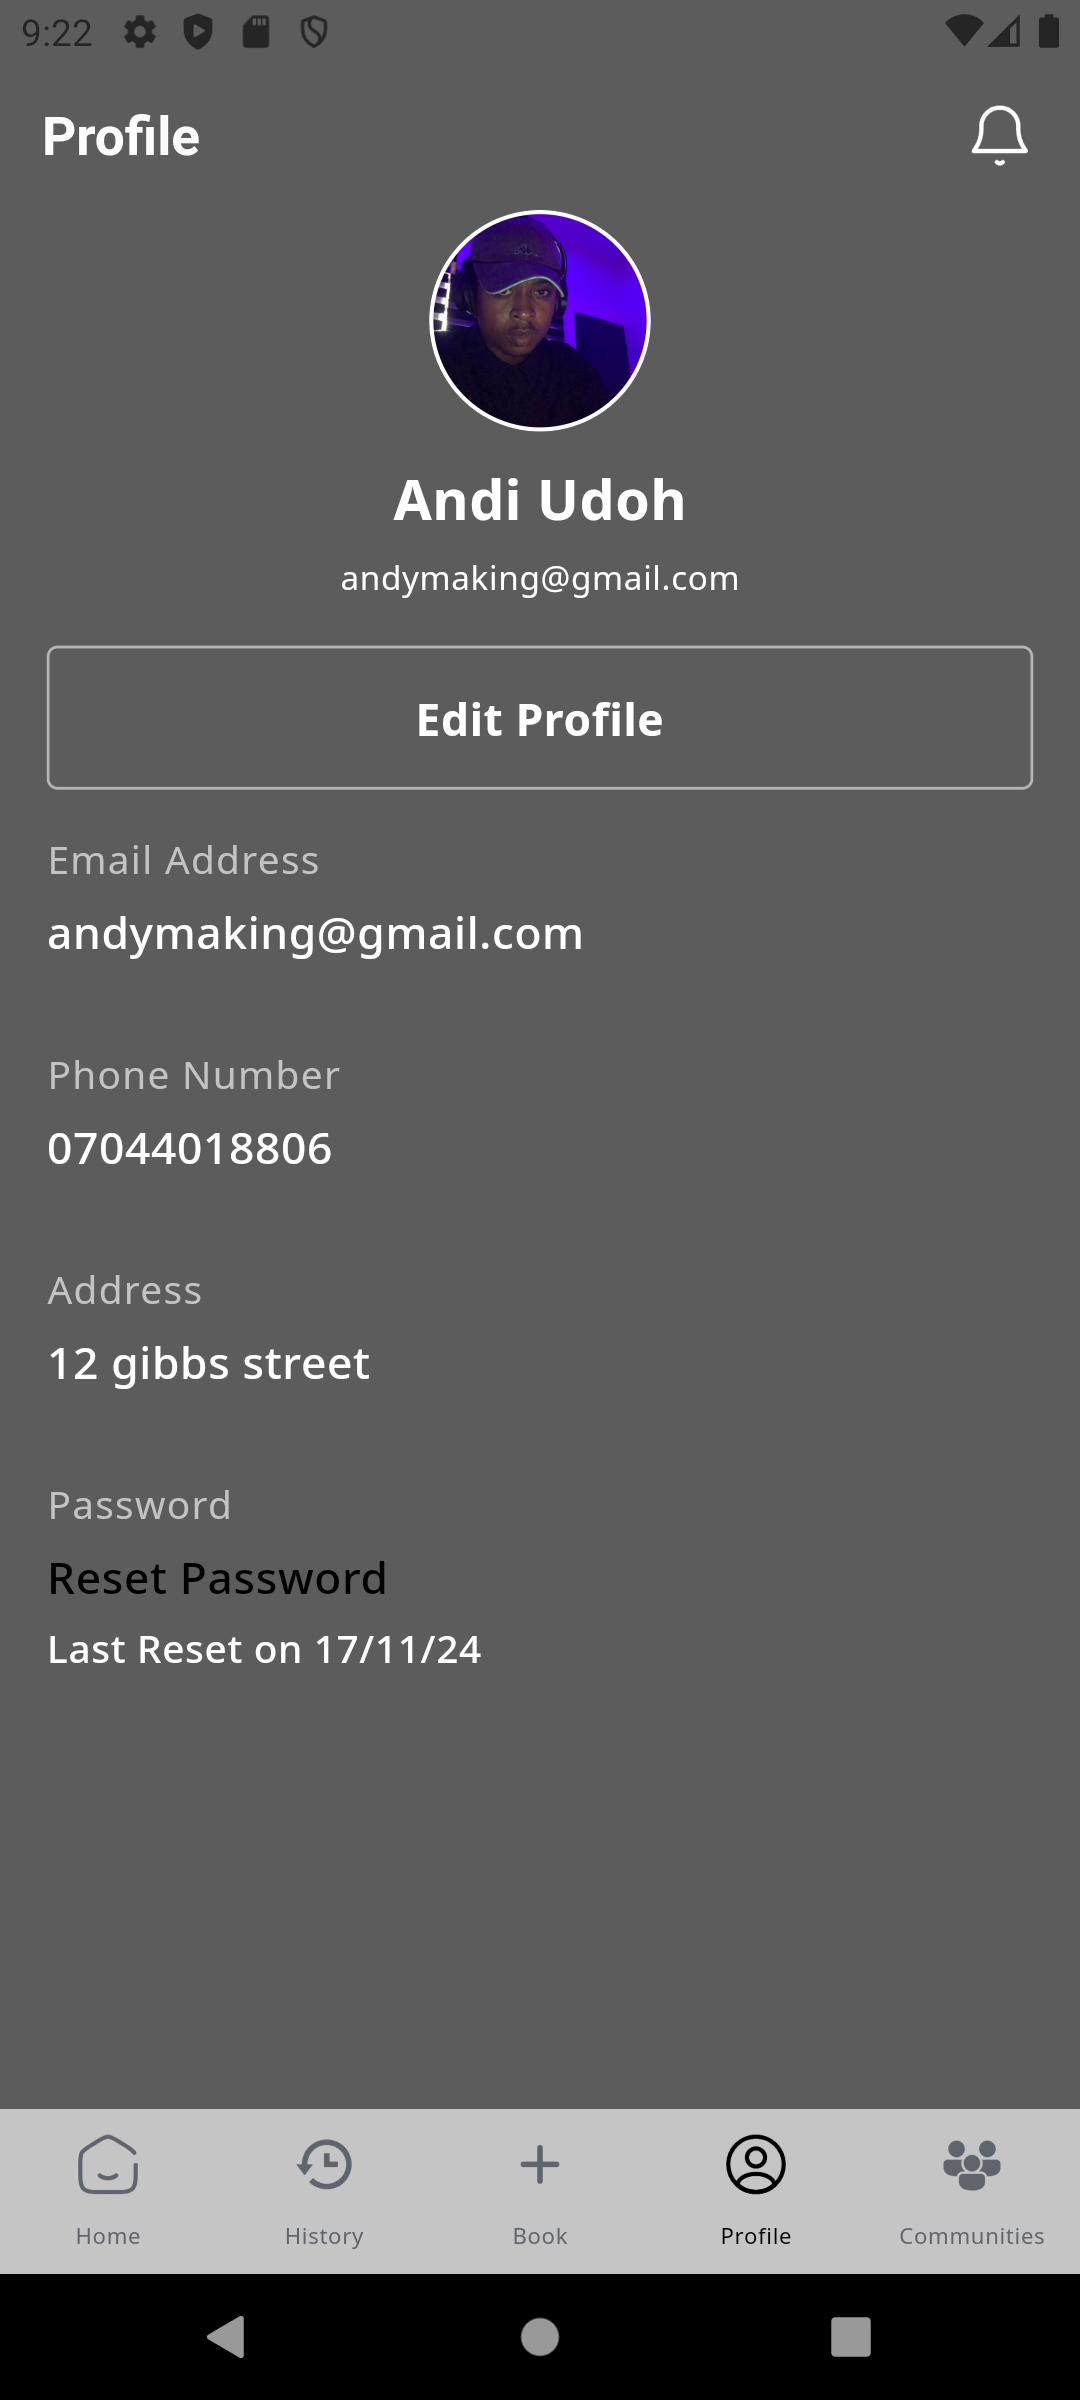 9:22
Profile
Andi Udoh
andymaking@gmail.com
Edit Profile
Email Address
andymaking@gmail.com
Phone Number
07044018806
Address
12 gibbs street
Password
Reset Password
Last Reset on 17/11/24
Home
History
Book
Profile
Communities